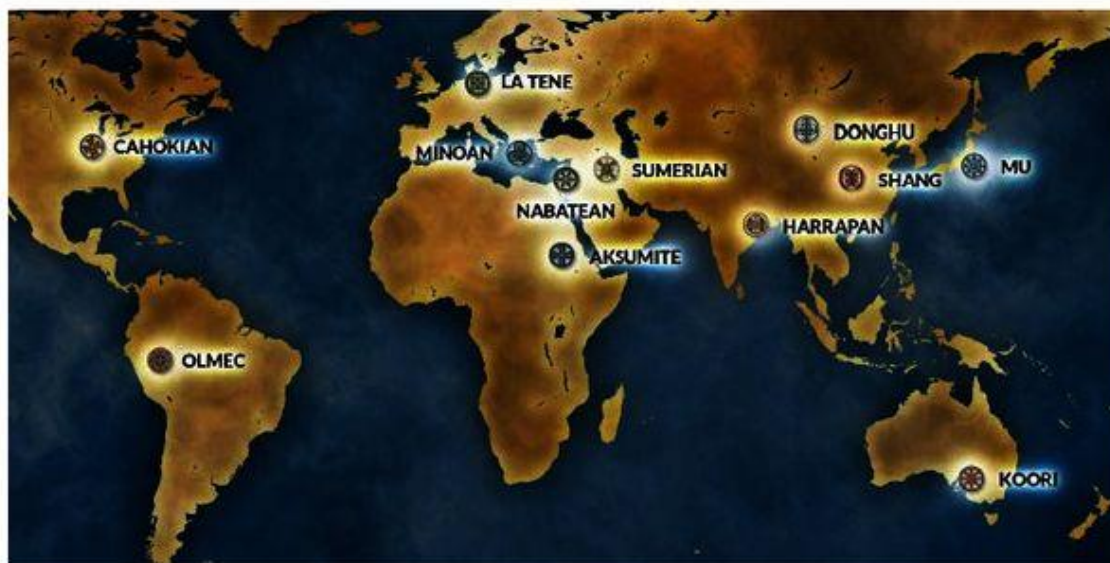 LA TENE
DONGHU
CAHOKIAN
MINOAN
SUMERIAN
MU
SHANG
NABATEAN
HARRAPAN
AKSUMITE
OLMEC
KOORI